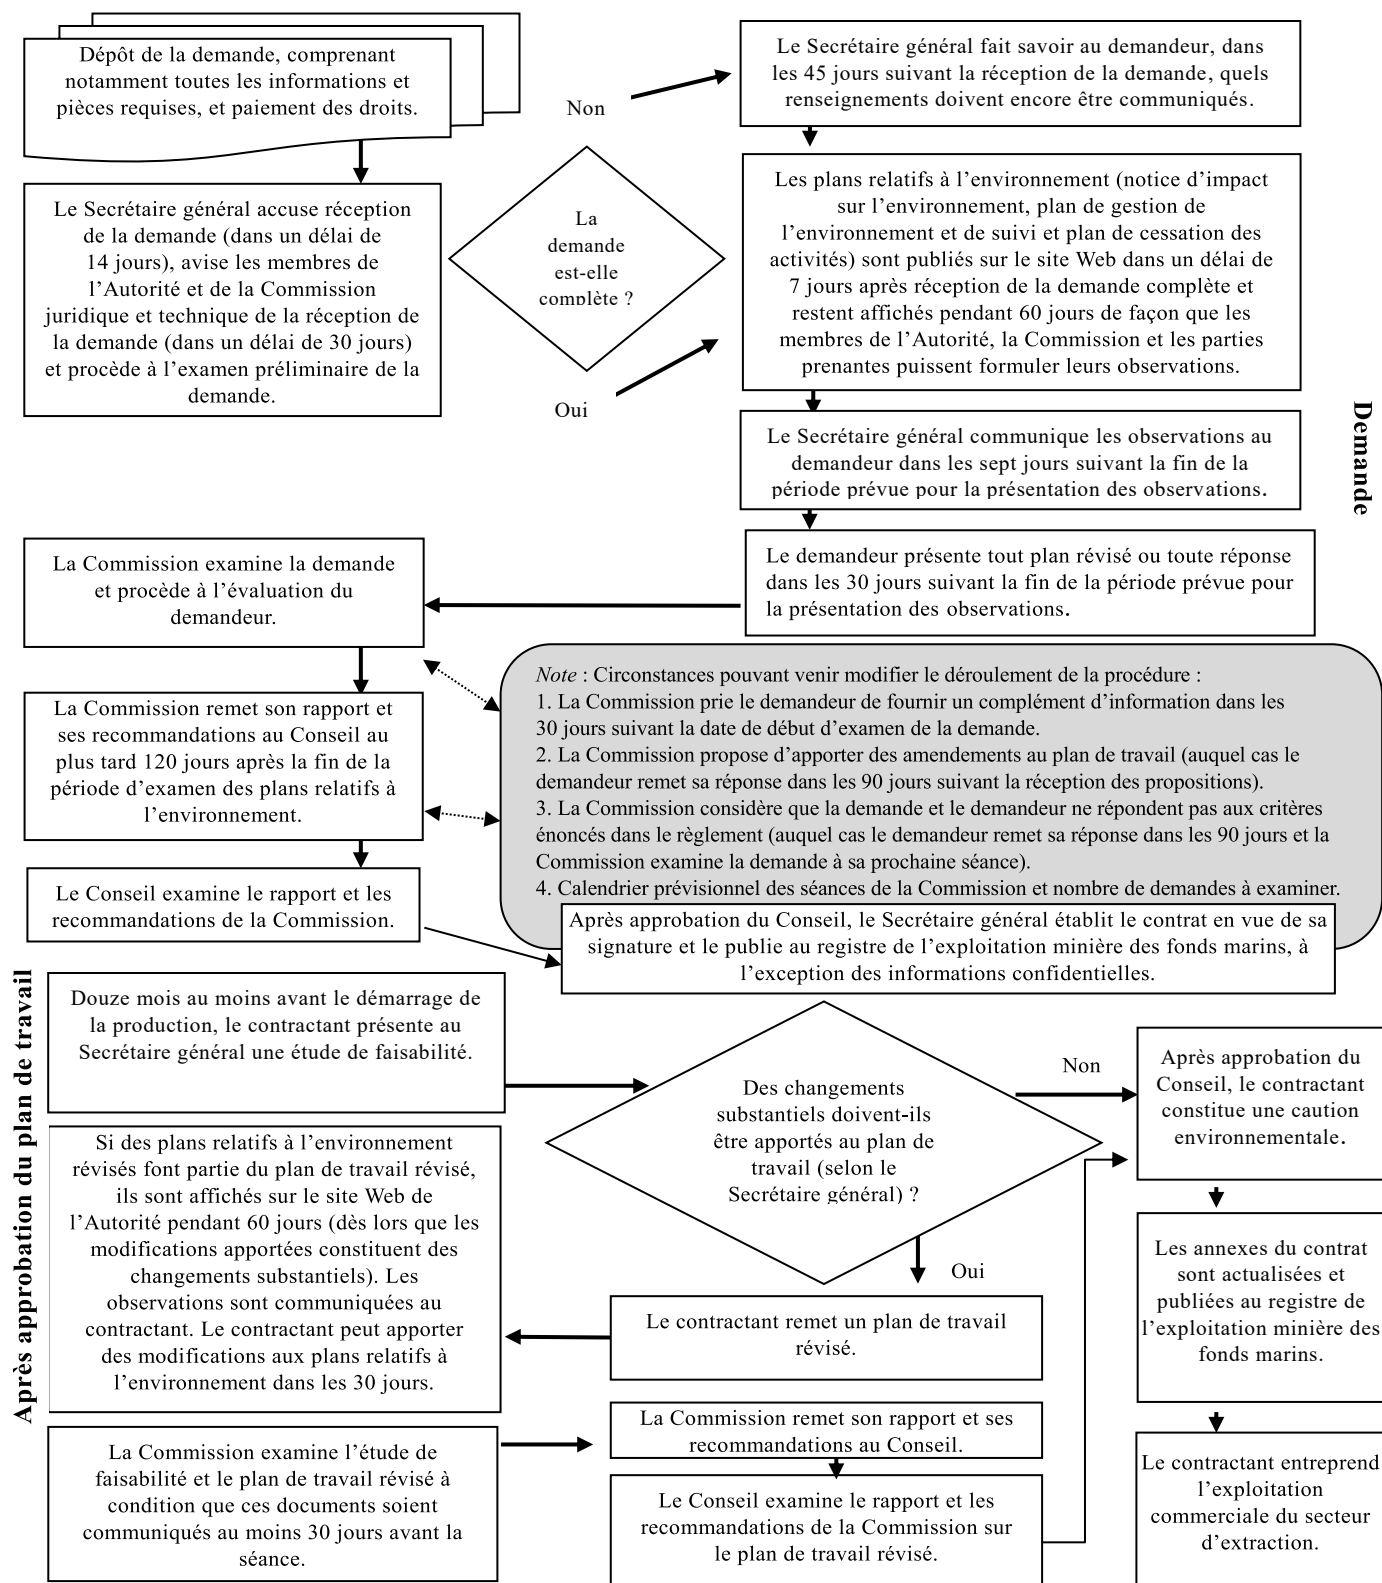 Dépôt de la demande, comprenant
notamment toutes les informations et
pièces requises, et paiement des droits.
Le Secrétaire général accuse réception
de la demande (dans un délai de
14 jours), avise les membres de
l’Autorité et de la Commission
juridique et technique de la réception de
la demande (dans un délai de 30 jours)
et procède à l’examen préliminaire de la
demande.
La
demande
est-elle
complète ?
Non
Oui
Le Secrétaire général fait savoir au demandeur, dans
les 45 jours suivant la réception de la demande, quels
renseignements doivent encore être communiqués.
Les plans relatifs à l’environnement (notice d’impact
sur l’environnement, plan de gestion de
l’environnement et de suivi et plan de cessation des
activités) sont publiés sur le site Web dans un délai de
7 jours après réception de la demande complète et
restent affichés pendant 60 jours de façon que les
membres de l’Autorité, la Commission et les parties
prenantes puissent formuler leurs observations.
Le Secrétaire général communique les observations au
demandeur dans les sept jours suivant la fin de la
période prévue pour la présentation des observations.
Demande
Le demandeur présente tout plan révisé ou toute réponse
dans les 30 jours suivant la fin de la période prévue pour
la présentation des observations.
La Commission examine la demande
et procède à l’évaluation du
demandeur.
La Commission remet son rapport et
ses recommandations au Conseil au
plus tard 120 jours après la fin de la
période d’examen des plans relatifs à
l’environnement.
Le Conseil examine le rapport et les
recommandations de la Commission.
Note : Circonstances pouvant venir modifier le déroulement de la procédure :
1. La Commission prie le demandeur de fournir un complément d’information dans les
30 jours suivant la date de début d’examen de la demande.
2. La Commission propose d’apporter des amendements au plan de travail (auquel cas le
demandeur remet sa réponse dans les 90 jours suivant la réception des propositions).
3. La Commission considère que la demande et le demandeur ne répondent pas aux critères
énoncés dans le règlement (auquel cas le demandeur remet sa réponse dans les 90 jours et la
Commission examine la demande à sa prochaine séance).
4. Calendrier prévisionnel des séances de la Commission et nombre de demandes à examiner.
Après approbation du Conseil, le Secrétaire général établit le contrat en vue de sa
signature et le publie au registre de l’exploitation minière des fonds marins, à
l’exception des informations confidentielles.
Après approbation du plan de travail
Douze mois au moins avant le démarrage de
la production, le contractant présente au
Secrétaire général une étude de faisabilité.
Des changements
substantiels doivent-ils
être apportés au plan de
travail (selon le
Secrétaire général) ?
Non
Oui
Après approbation du
Conseil, le contractant
constitue une caution
environnementale.
Les annexes du contrat
sont actualisées et
publiées au registre de
l’exploitation minière des
fonds marins.
Le contractant entreprend
l’exploitation
commerciale du secteur
d’extraction.
Le contractant remet un plan de travail
révisé.
Si des plans relatifs à l’environnement
révisés font partie du plan de travail révisé,
ils sont affichés sur le site Web de
l’Autorité pendant 60 jours (dès lors que les
modifications apportées constituent des
changements substantiels). Les
observations sont communiquées au
contractant. Le contractant peut apporter
des modifications aux plans relatifs à
l’environnement dans les 30 jours.
La Commission examine l’étude de
faisabilité et le plan de travail révisé à
condition que ces documents soient
communiqués au moins 30 jours avant la
séance.
La Commission remet son rapport et ses
recommandations au Conseil.
Le Conseil examine le rapport et les
recommandations de la Commission sur
le plan de travail révisé.